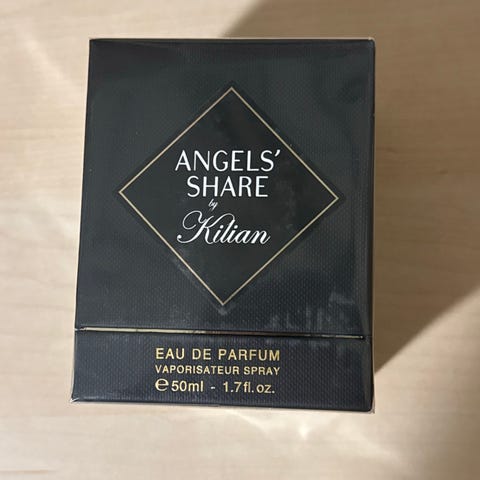 ANGELS’
SHARE
by
Kilian
EAU DE PARFUM
VAPORISATEUR SPRAY
℮50ml - 1.7fl.oz.